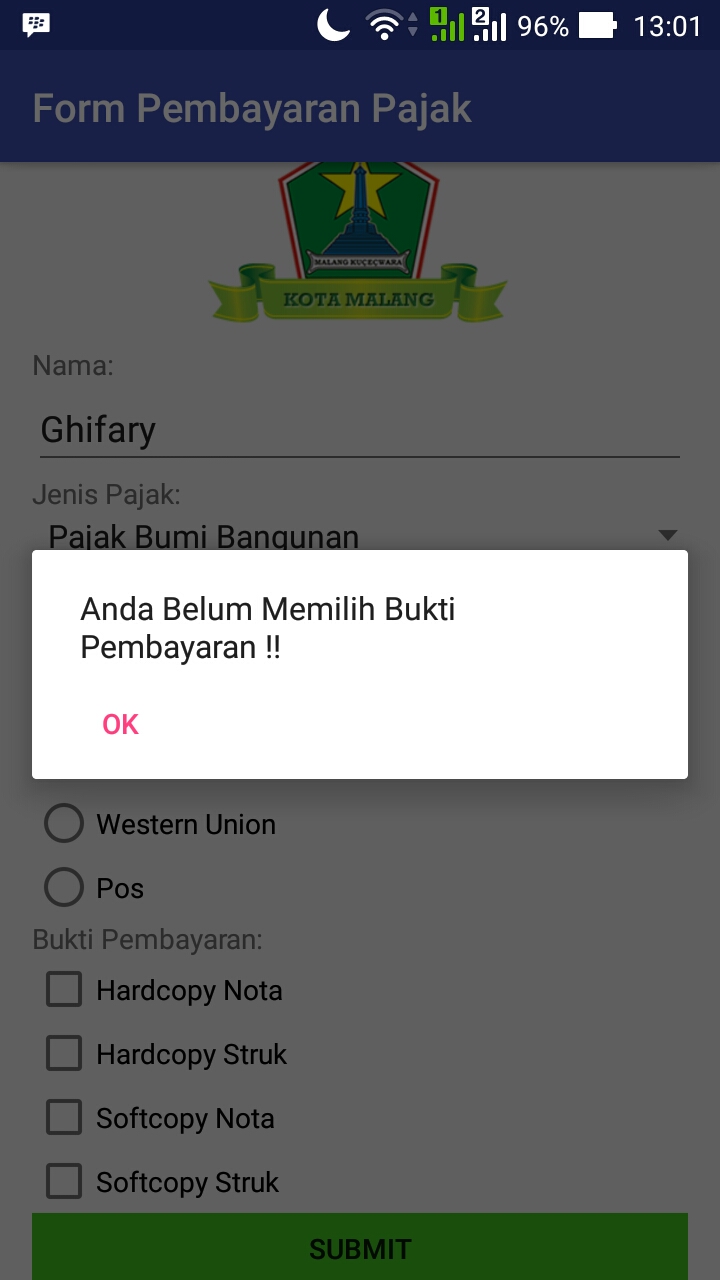 1
2
96%
13:01
Form Pembayaran Pajak
MALANG KUÇEÇWARA
KOTA MALANG
Nama:
Ghifary
Jenis Pajak:
Pajak Bumi Bangunan
Anda Belum Memilih Bukti
Pembayaran !!
OK
Western Union
Pos
Bukti Pembayaran:
Hardcopy Nota
Hardcopy Struk
Softcopy Nota
Softcopy Struk
SUBMIT